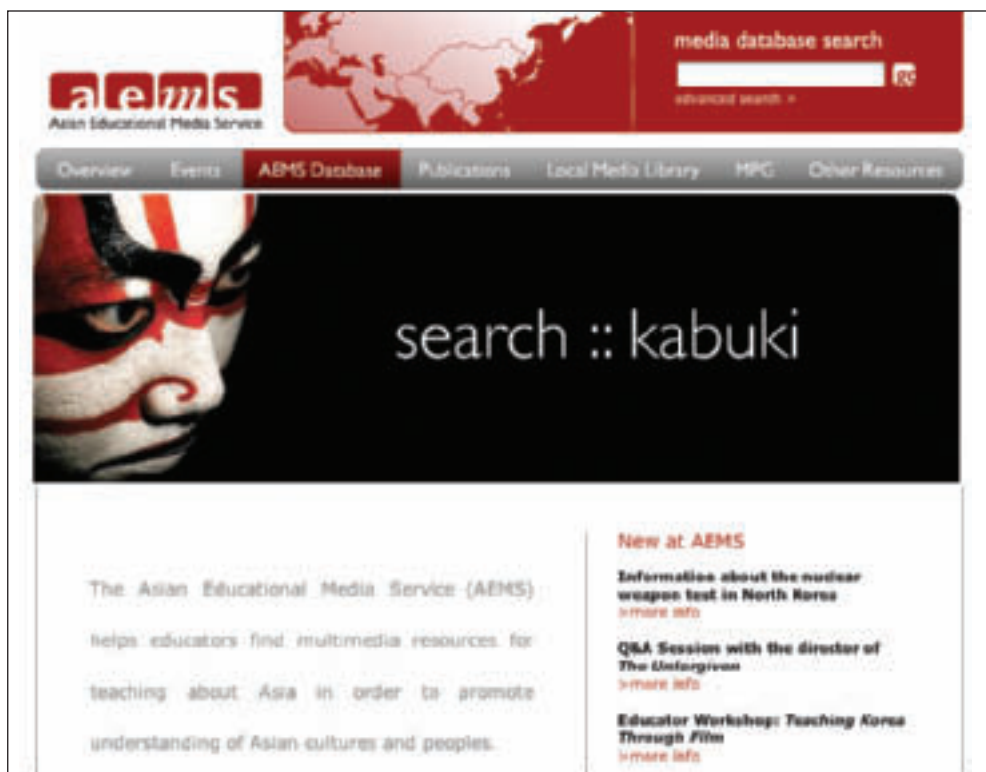 media database search
go
advanced search »
aems
Asian Educational Media Service
Overview Events AEMS Database Publications Local Media Library MPG Other Resources
search :: kabuki
The Asian Educational Media Service (AEMS)
helps educators find multimedia resources for
teaching about Asia in order to promote
understanding of Asian cultures and peoples.
New at AEMS
Information about the nuclear
weapon test in North Korea
»more info
Q&A Session with the director of
The Unforgiven
»more info
Educator Workshop: Teaching Korea
Through Film
»more info